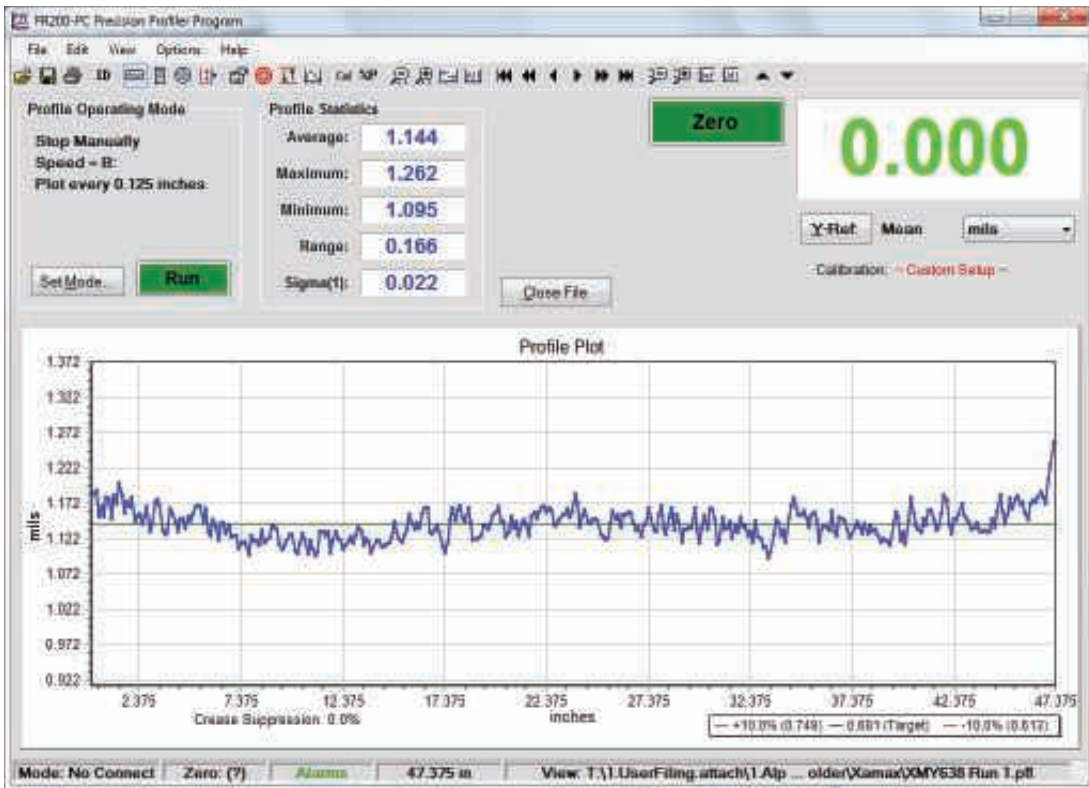 FR200-PC Precision Profiler Program
File Edit View Options Help
Profile Operating Mode
Stop Manually
Speed = B:
Plot every 0.125 inches
Set Mode...
Run
Profile Statistics
Average: 1.144
Maximum: 1.262
Minimum: 1.095
Range: 0.166
Sigma(1): 0.022
Close File
Zero
0.000
Y-Ref Mean mils
Calibration: -- Custom Setup --
Profile Plot
1.372
1.322
1.272
1.222
1.172
1.122
1.072
1.022
0.972
0.922
mils
2.375 7.375 12.375 17.375 22.375 27.375 32.375 37.375 42.375 47.375
Crease Suppression 0.0%
inches
+10.0% (0.749) 0.681 (Target) -10.0% (0.613)
Mode: No Connect Zero: (?) Alarms 47.375 in View: T:\1.UserFiling.attach\1.Alp ... older\Xamax\XMY638 Run 1.pfl